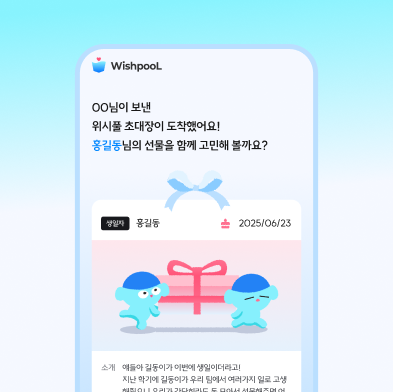 WishpooL
OO님이 보낸
위시풀 초대장이 도착했어요!
홍길동님의 선물을 함께 고민해 볼까요?
생일자 홍길동 2025/06/23
소개 얘들아 길동이가 이번에 생일이더라고!
지난 학기에 길동이가 우리 팀에서 여러가지 일로 고생